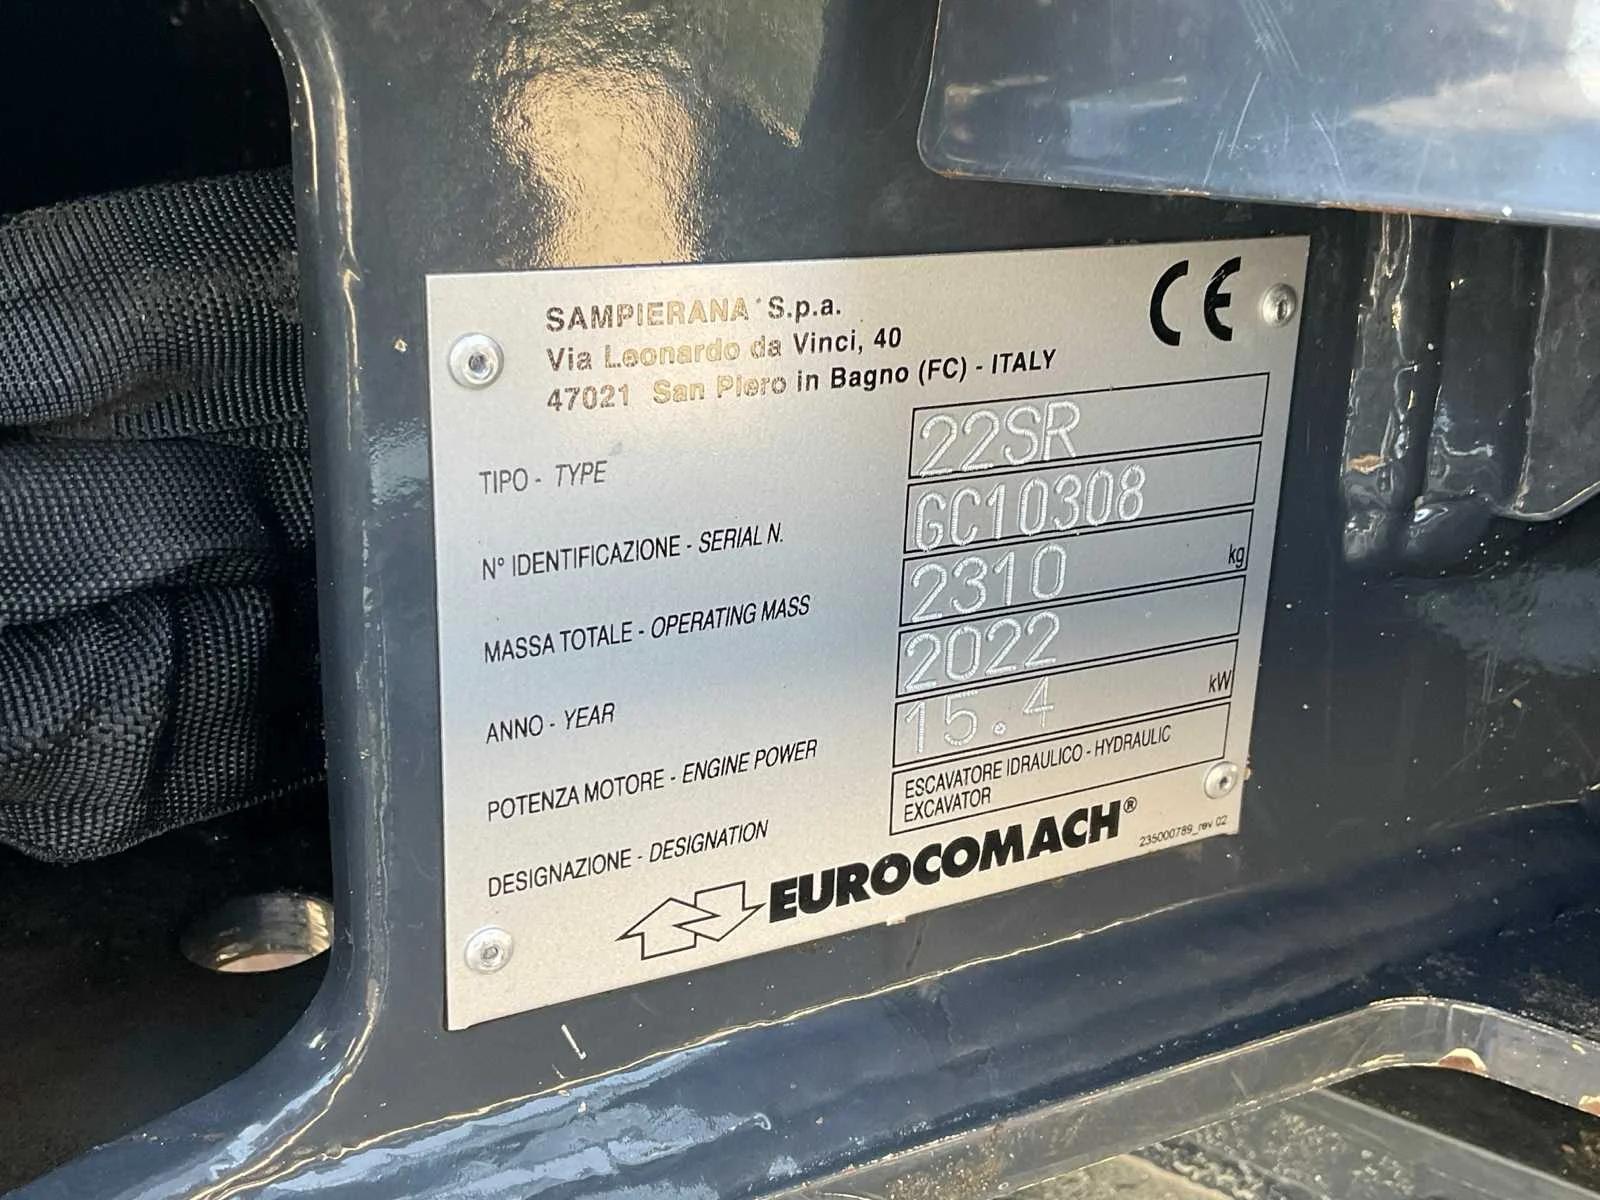 SAMPIERANA S.p.a.
Via Leonardo da Vinci, 40
47021 San Piero in Bagno (FC) - ITALY
CE
TIPO - TYPE 22SR
N° IDENTIFICAZIONE - SERIAL N. GC10308
MASSA TOTALE - OPERATING MASS 2310 kg
ANNO - YEAR 2022
POTENZA MOTORE - ENGINE POWER 15.4 kW
DESIGNAZIONE - DESIGNATION ESCAVATORE IDRAULICO - HYDRAULIC
EXCAVATOR
EUROCOMACH®
235000789_rev 02